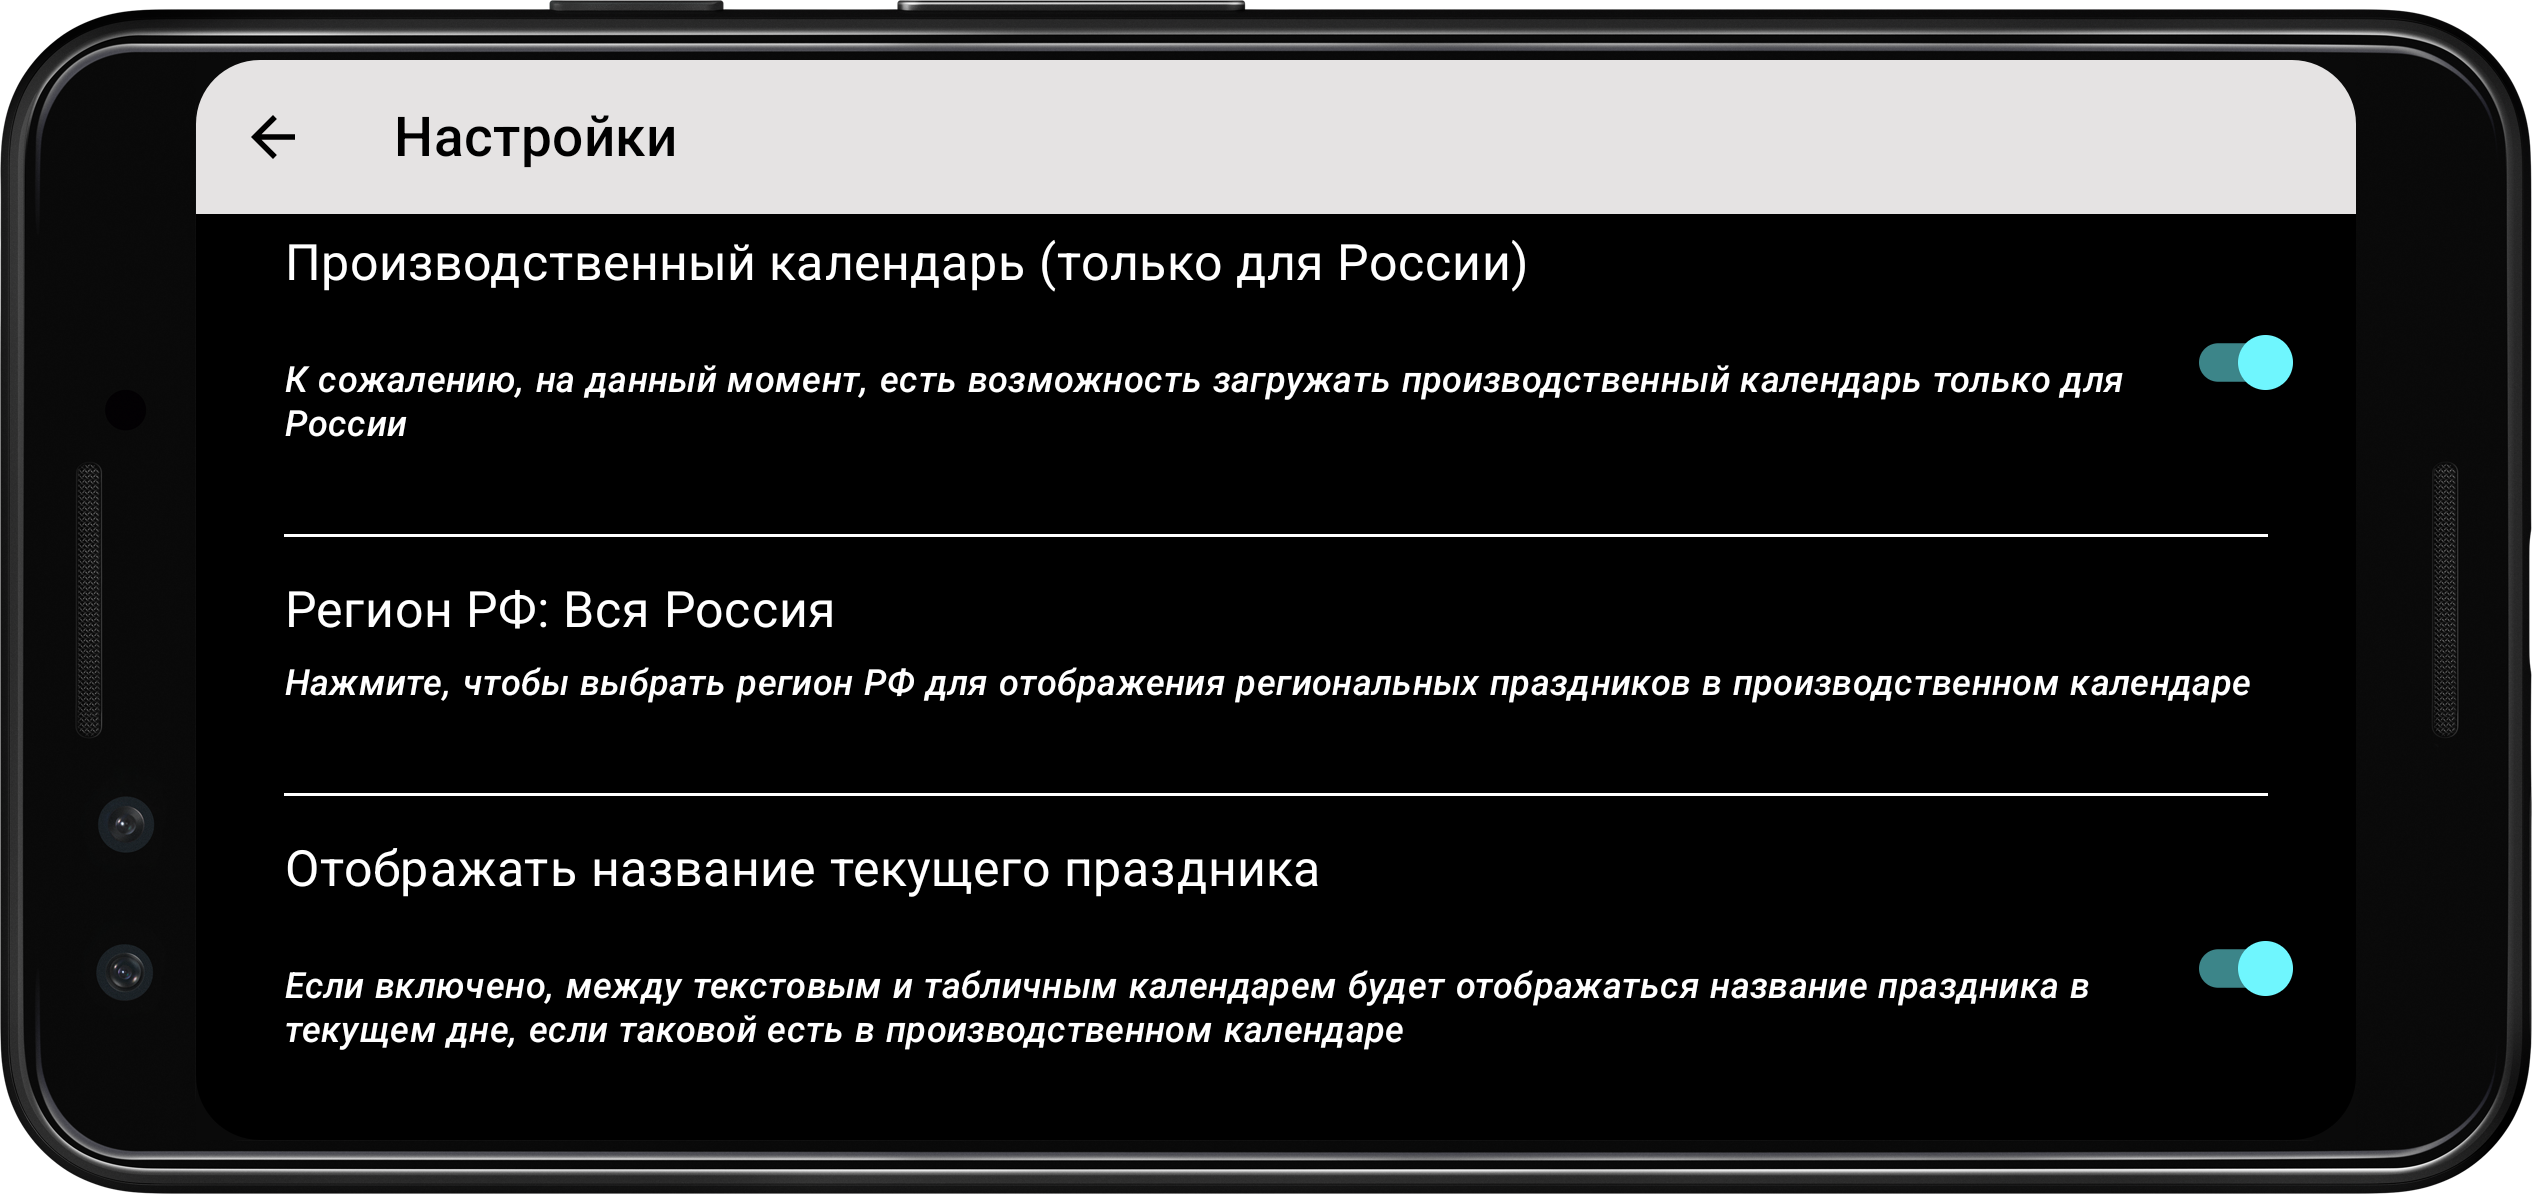 Настройки
Производственный календарь (только для России)
К сожалению, на данный момент, есть возможность загружать производственный календарь только для
России
Регион РФ: Вся Россия
Нажмите, чтобы выбрать регион РФ для отображения региональных праздников в производственном календаре
Отображать название текущего праздника
Если включено, между текстовым и табличным календарем будет отображаться название праздника в
текущем дне, если таковой есть в производственном календаре